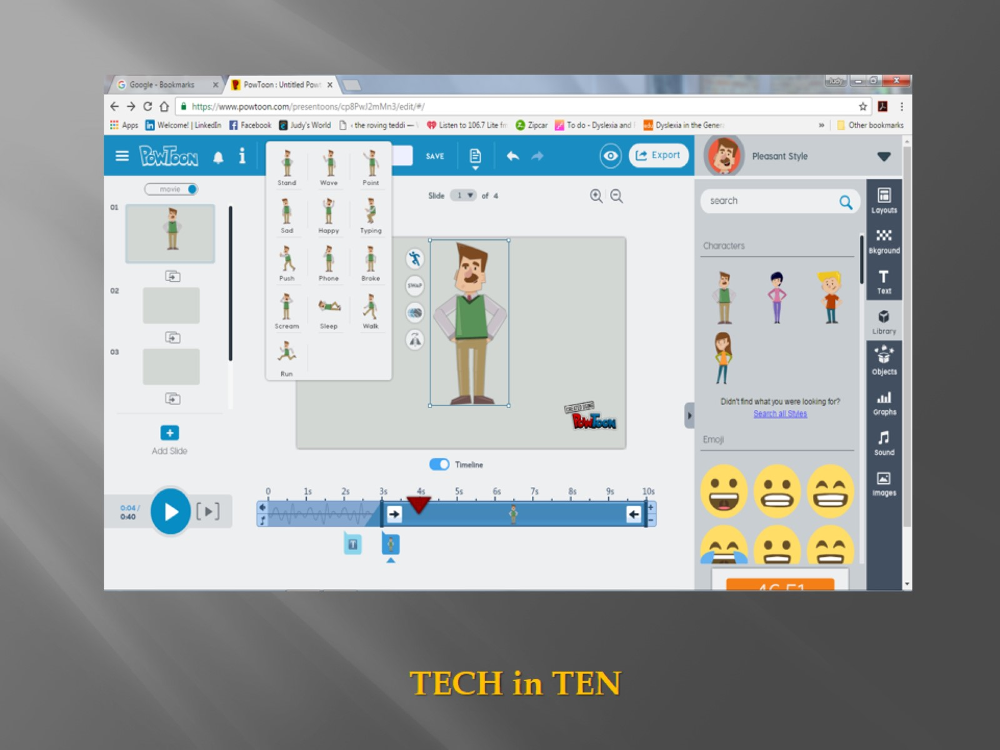 Google - Bookmarks
PowToon : Untitled Powt
Judy
https://www.powtoon.com/presentoons/cp8PwJ2mMn3/edit/#/
Apps Welcome! | LinkedIn Facebook Judy's World ‹ the roving teddi — Listen to 106.7 Lite fm Zipcar To do - Dyslexia and Dyslexia in the Genera » Other bookmarks
POWTOON
SAVE
Export
Pleasant Style
movie
Slide 1 of 4
search
01
02
03
Add Slide
0:04 /
0:40
Stand Wave Point
Sad Happy Typing
Push Phone Broke
Scream Sleep Walk
Run
SWAP
CREATED USING
POWTOON
Timeline
0 1s 2s 3s 4s 5s 6s 7s 8s 9s 10s
T
Characters
Didn't find what you were looking for?
Search all Styles
Emoji
Layouts
Bkground
Text
Library
Objects
Graphs
Sound
Images
TECH in TEN